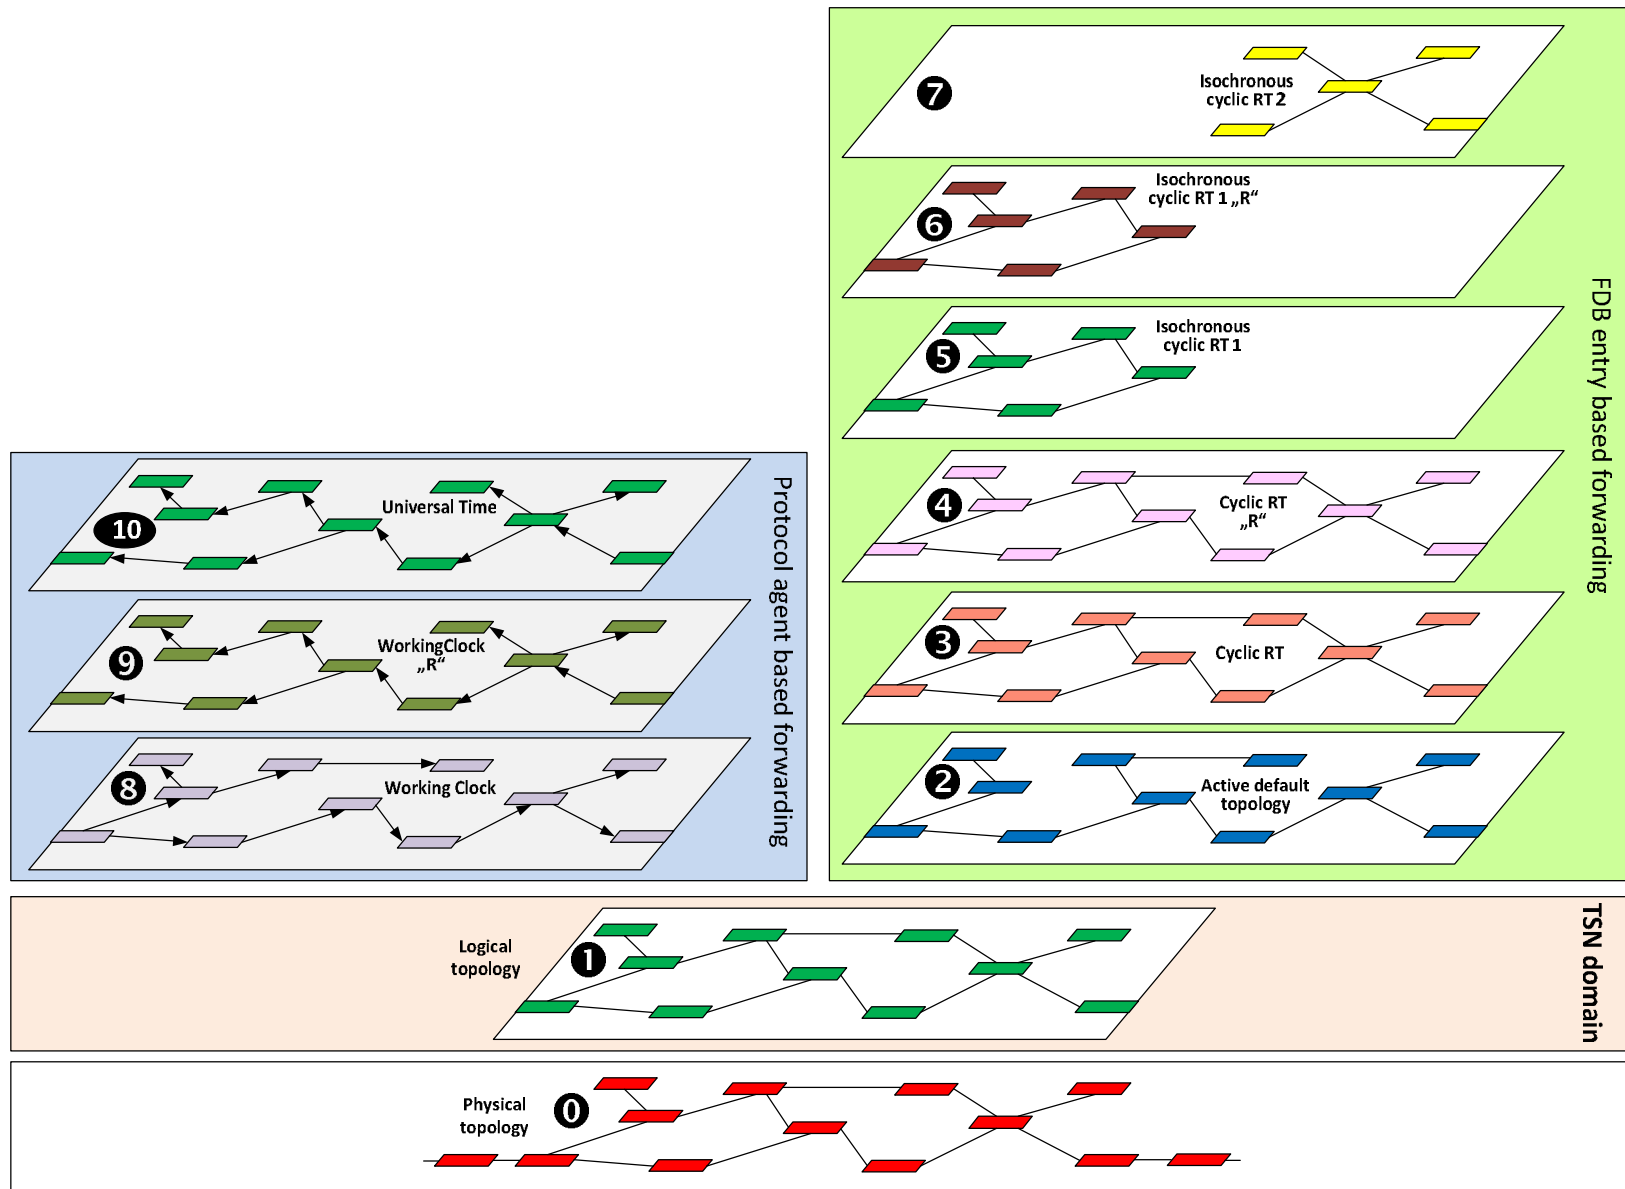 7
Isochronous
cyclic RT 2
6
Isochronous
cyclic RT 1 „R“
5
Isochronous
cyclic RT 1
4
Cyclic RT
„R“
3
Cyclic RT
2
Active default
topology
FDB entry based forwarding
10
Universal Time
9
WorkingClock
„R“
8
Working Clock
Protocol agent based forwarding
Logical
topology
1
TSN domain
Physical
topology
0